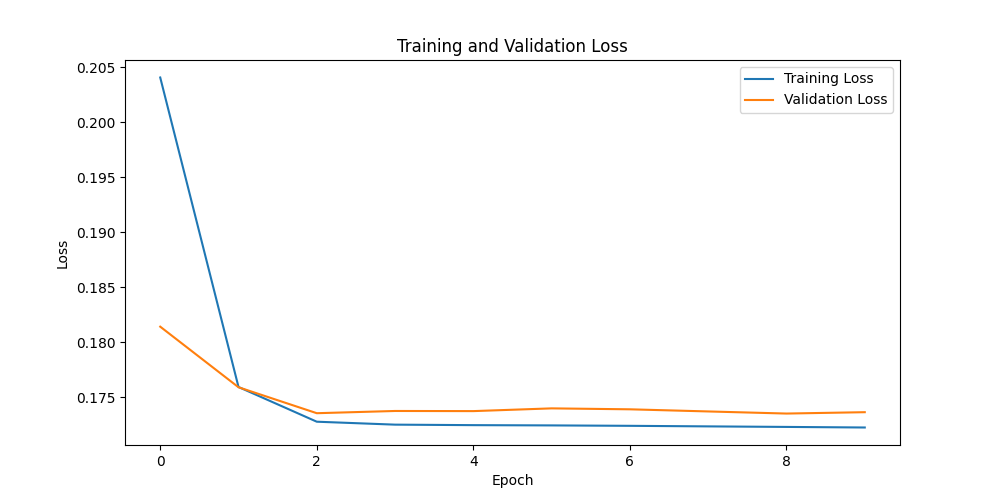 Training and Validation Loss
0.205
0.200
0.195
0.190
0.185
0.180
0.175
Loss
Training Loss
Validation Loss
0 2 4 6 8
Epoch